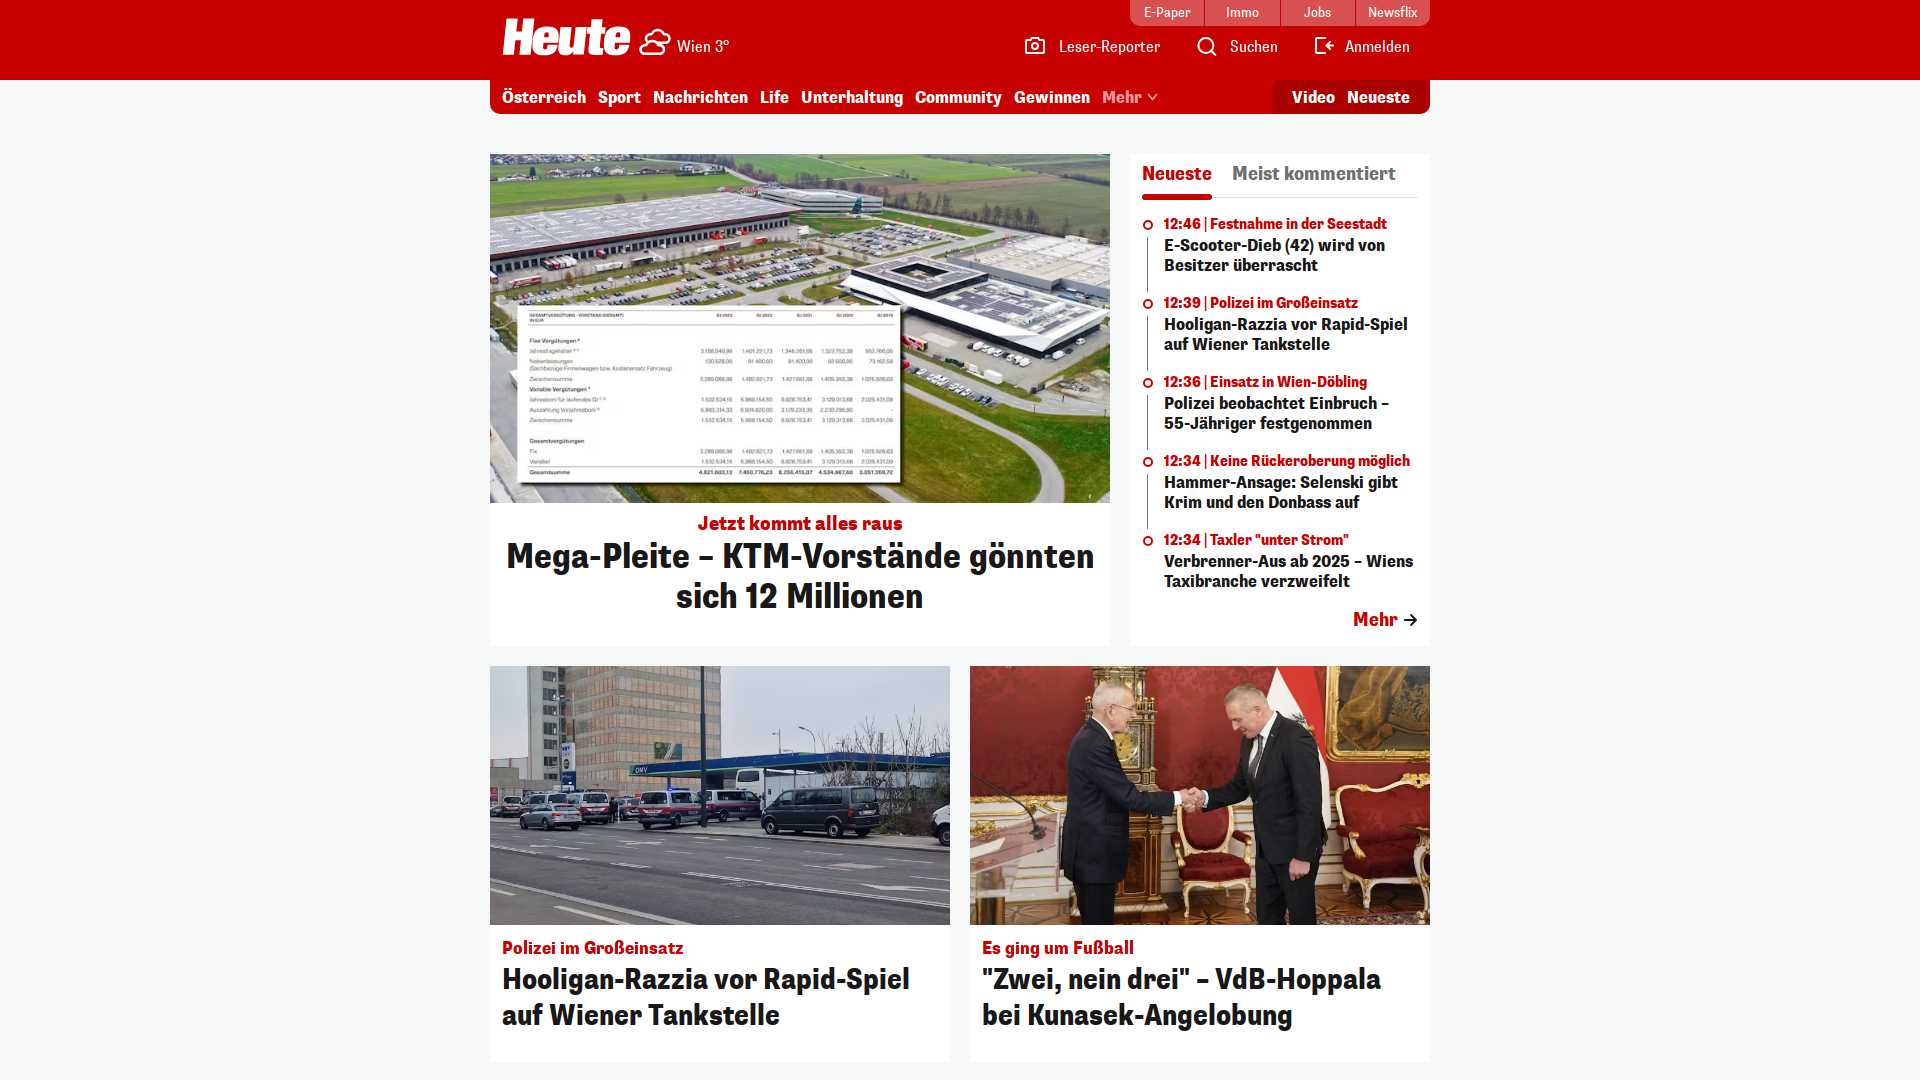 E-Paper
Immo
Jobs
Newsflix
Heute
Wien 3°
Leser-Reporter
Suchen
Anmelden
Österreich
Sport
Nachrichten
Life
Unterhaltung
Community
Gewinnen
Mehr
Video
Neueste
Jetzt kommt alles raus
Mega-Pleite – KTM-Vorstände gönnten
sich 12 Millionen
Neueste
Meist kommentiert
12:46 | Festnahme in der Seestadt
E-Scooter-Dieb (42) wird von
Besitzer überrascht
12:39 | Polizei im Großeinsatz
Hooligan-Razzia vor Rapid-Spiel
auf Wiener Tankstelle
12:36 | Einsatz in Wien-Döbling
Polizei beobachtet Einbruch –
55-Jähriger festgenommen
12:34 | Keine Rückeroberung möglich
Hammer-Ansage: Selenski gibt
Krim und den Donbass auf
12:34 | Taxler "unter Strom"
Verbrenner-Aus ab 2025 – Wiens
Taxibranche verzweifelt
Mehr
OMV
Polizei im Großeinsatz
Hooligan-Razzia vor Rapid-Spiel
auf Wiener Tankstelle
Es ging um Fußball
"Zwei, nein drei" – VdB-Hoppala
bei Kunasek-Angelobung